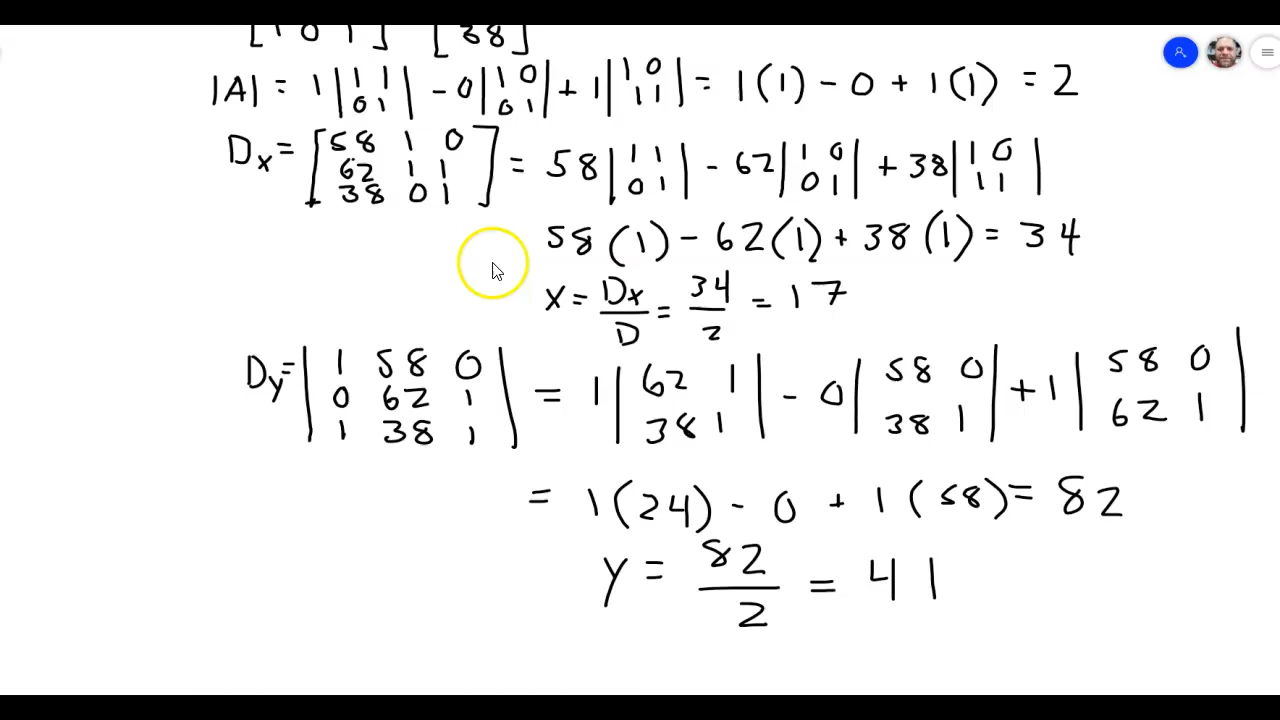 [1 0 1] [38]
|A| = 1|1 1 0 1| - 0|1 0 0 1| + 1|1 0 1 1| = 1(1) - 0 + 1(1) = 2
Dx = [58 1 0 62 1 1 38 0 1] = 58|1 1 0 1| - 62|1 0 0 1| + 38|1 0 1 1|
58(1) - 62(1) + 38(1) = 34
x = Dx/D = 34/2 = 17
Dy = |1 58 0 0 62 1 1 38 1| = 1|62 1 38 1| - 0|58 0 38 1| + 1|58 0 62 1|
= 1(24) - 0 + 1(58) = 82
y = 82/2 = 41